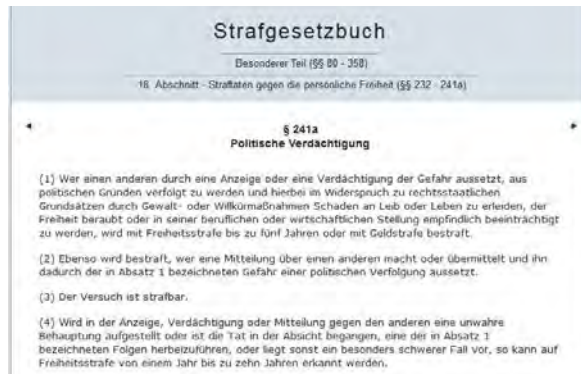 Strafgesetzbuch
Besonderer Teil (§§ 80 - 358)
18. Abschnitt - Straftaten gegen die persönliche Freiheit (§§ 232 - 241a)
§ 241a
Politische Verdächtigung
(1) Wer einen anderen durch eine Anzeige oder eine Verdächtigung der Gefahr aussetzt, aus
politischen Gründen verfolgt zu werden und hierbei im Widerspruch zu rechtsstaatlichen
Grundsätzen durch Gewalt- oder Willkürmaßnahmen Schaden an Leib oder Leben zu erleiden, der
Freiheit beraubt oder in seiner beruflichen oder wirtschaftlichen Stellung empfindlich beeinträchtigt
zu werden, wird mit Freiheitsstrafe bis zu fünf Jahren oder mit Geldstrafe bestraft.
(2) Ebenso wird bestraft, wer eine Mitteilung über einen anderen macht oder übermittelt und ihn
dadurch der in Absatz 1 bezeichneten Gefahr einer politischen Verfolgung aussetzt.
(3) Der Versuch ist strafbar.
(4) Wird in der Anzeige, Verdächtigung oder Mitteilung gegen den anderen eine unwahre
Behauptung aufgestellt oder ist die Tat in der Absicht begangen, eine der in Absatz 1
bezeichneten Folgen herbeizuführen, oder liegt sonst ein besonders schwerer Fall vor, so kann auf
Freiheitsstrafe von einem Jahr bis zu zehn Jahren erkannt werden.